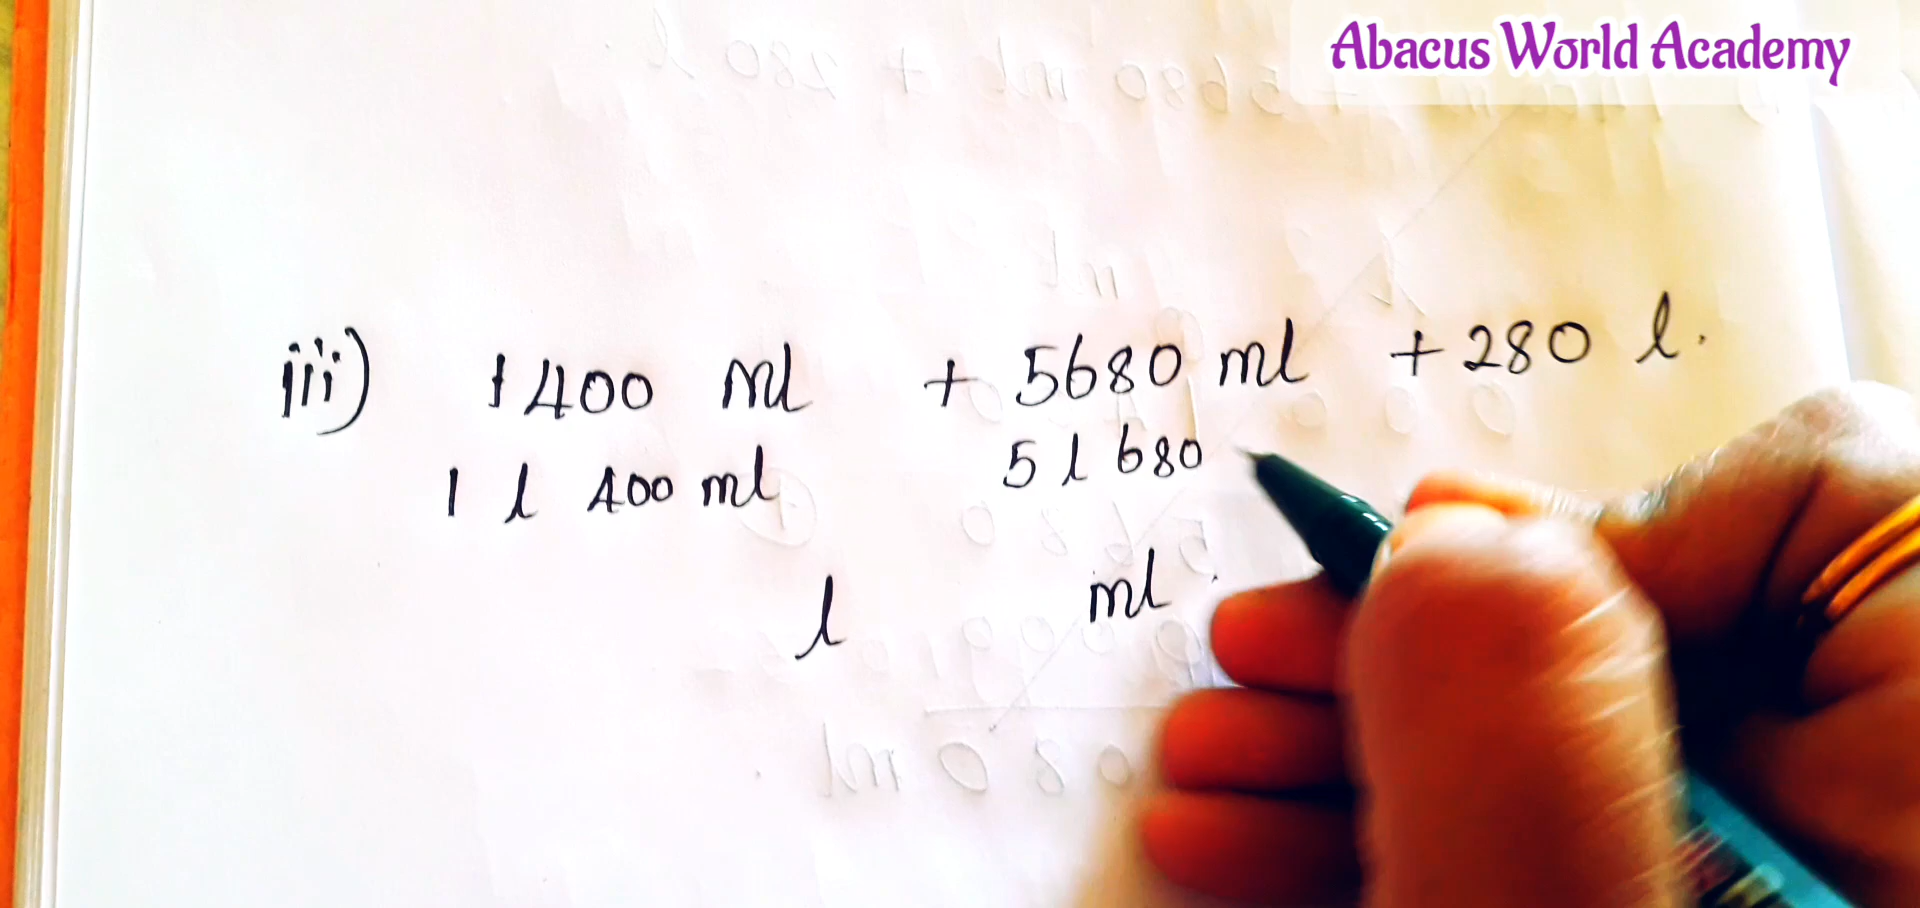 Abacus World Academy
iii) 1400 ml + 5680 ml + 280 l.
1 l 400 ml 5 l 680
l ml